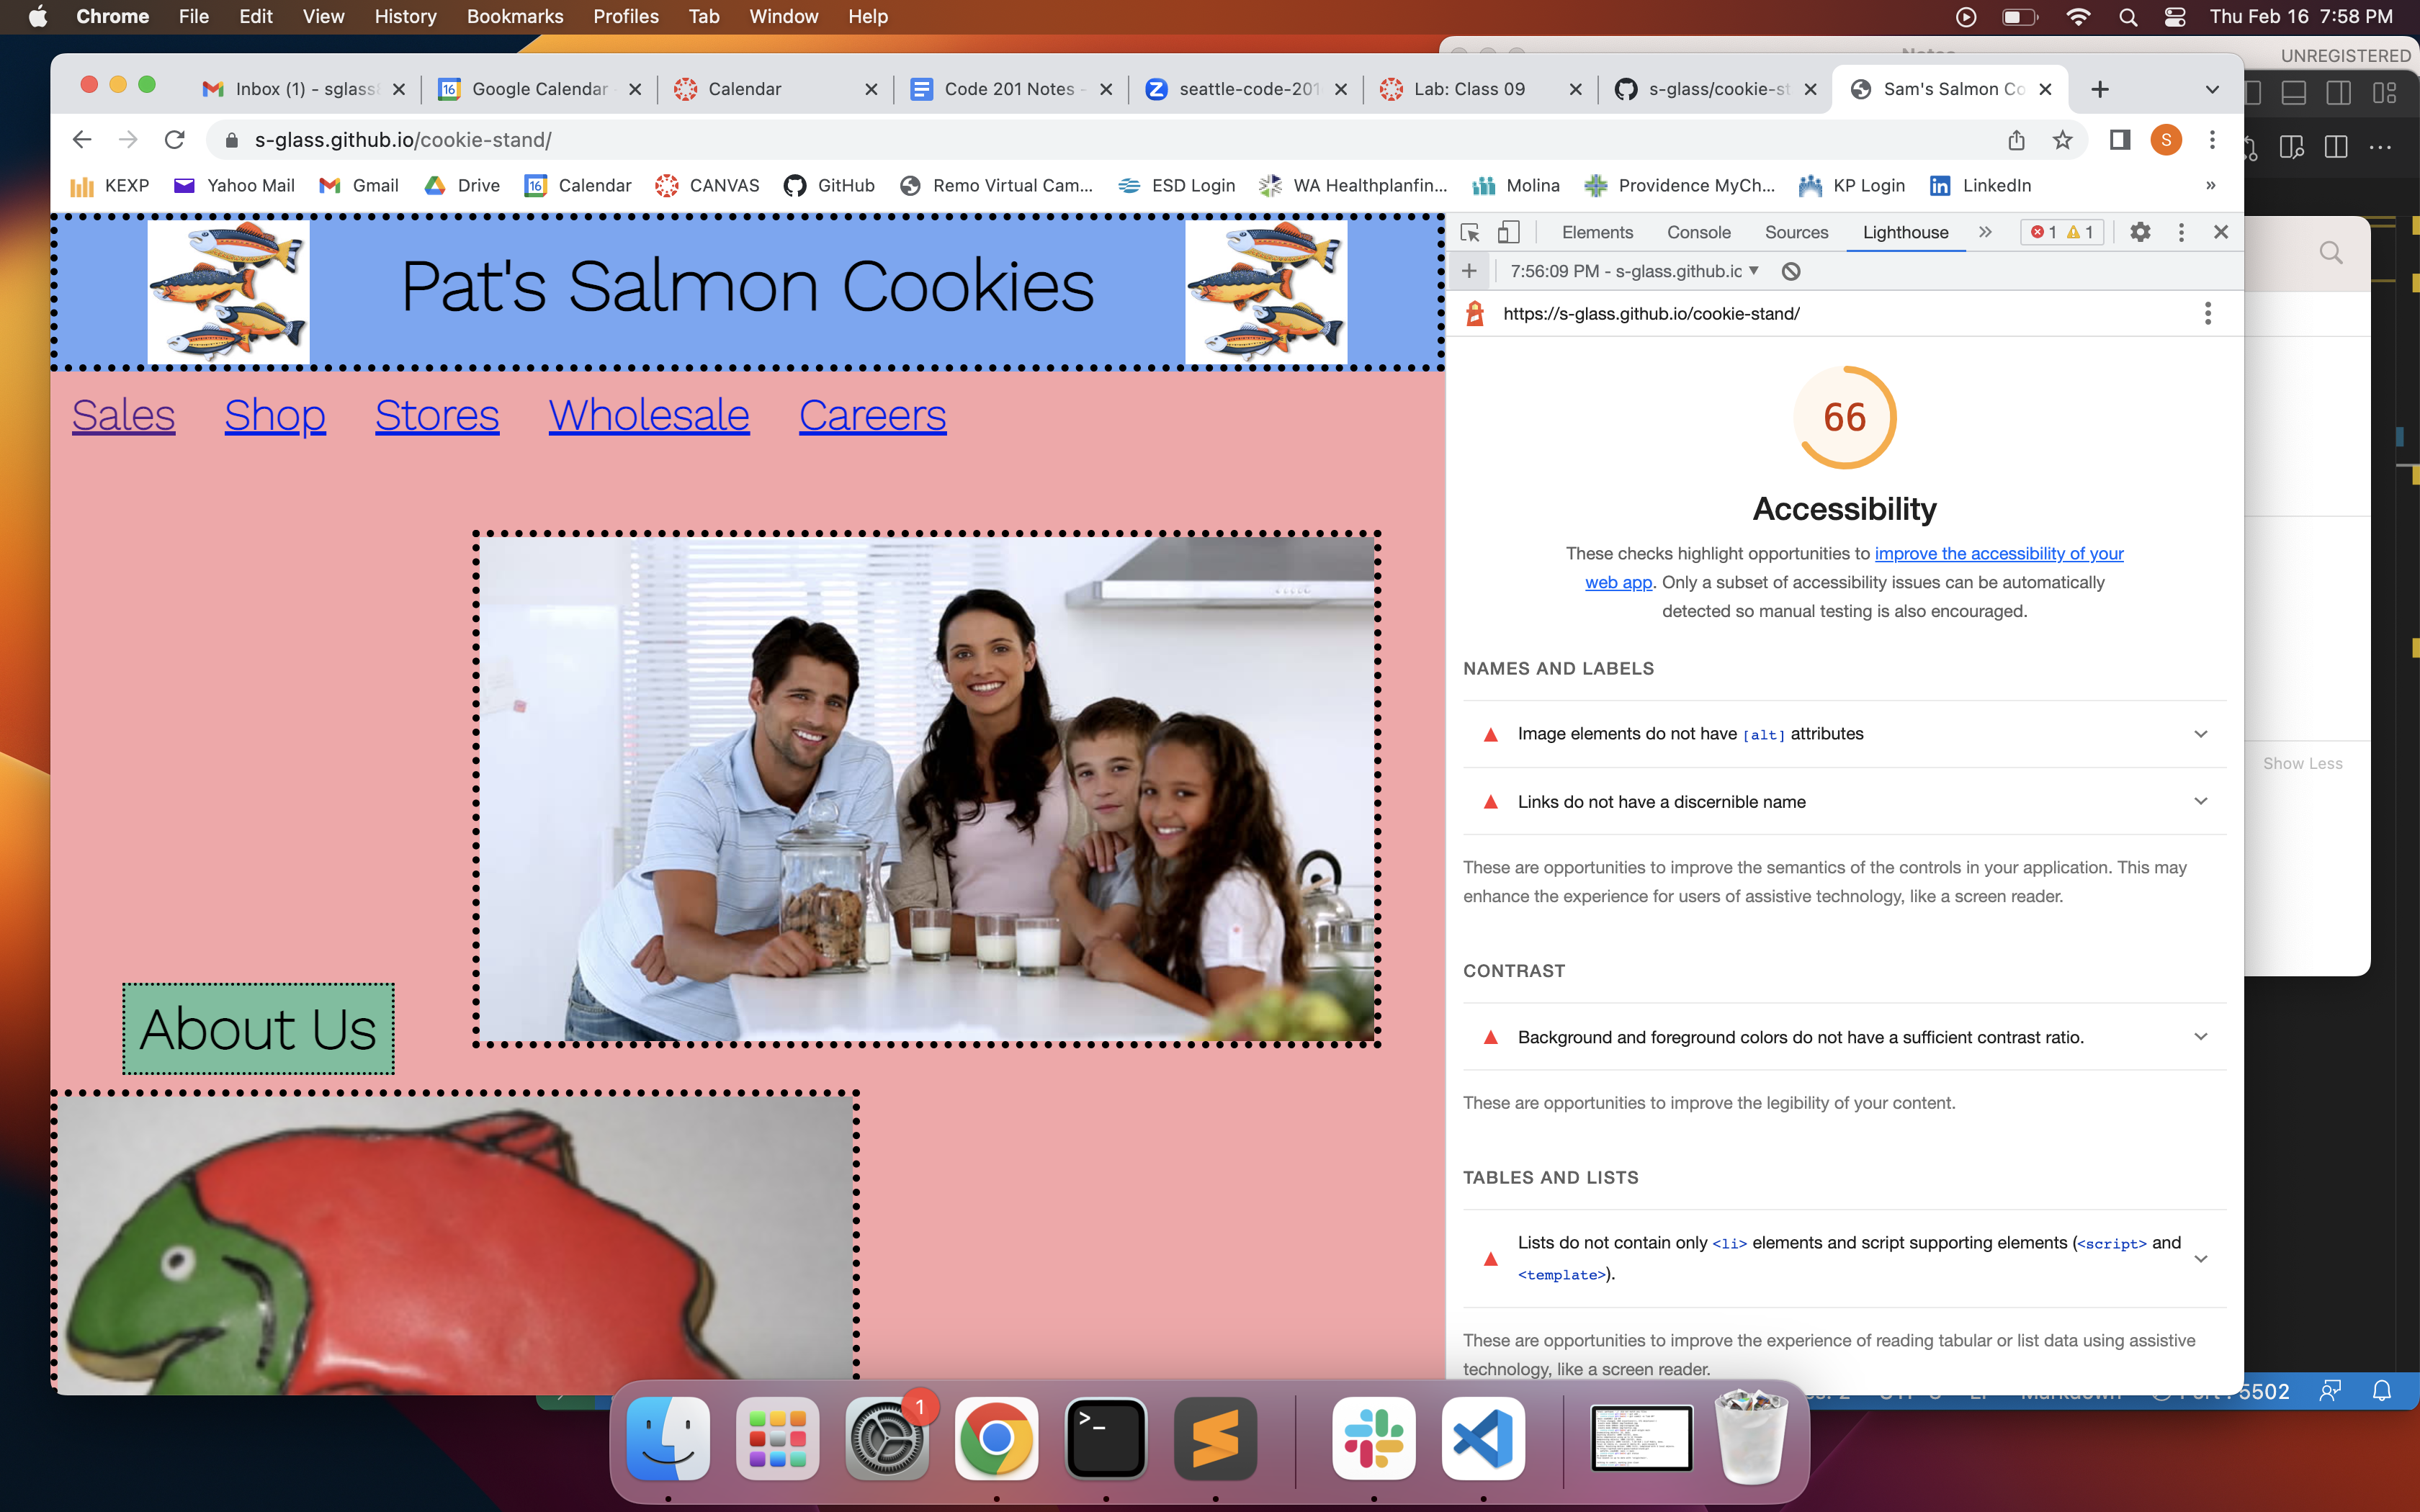 Chrome File Edit View History Bookmarks Profiles Tab Window Help Thu Feb 16 7:58 PM
Notes UNREGISTERED
Inbox (1) - sglass Google Calendar Calendar Code 201 Notes - seattle-code-201 Lab: Class 09 s-glass/cookie-st Sam's Salmon Co
s-glass.github.io/cookie-stand/ S
KEXP Yahoo Mail Gmail Drive Calendar CANVAS GitHub Remo Virtual Cam... ESD Login WA Healthplanfin... Molina Providence MyCh... KP Login LinkedIn »
Pat's Salmon Cookies
Sales Shop Stores Wholesale Careers
About Us
Elements Console Sources Lighthouse » 1 1
7:56:09 PM - s-glass.github.ic
https://s-glass.github.io/cookie-stand/
66
Accessibility
These checks highlight opportunities to improve the accessibility of your
web app. Only a subset of accessibility issues can be automatically
detected so manual testing is also encouraged.
NAMES AND LABELS
Image elements do not have [alt] attributes
Links do not have a discernible name
These are opportunities to improve the semantics of the controls in your application. This may
enhance the experience for users of assistive technology, like a screen reader.
CONTRAST
Background and foreground colors do not have a sufficient contrast ratio.
These are opportunities to improve the legibility of your content.
TABLES AND LISTS
Lists do not contain only <li> elements and script supporting elements (<script> and
<template>).
These are opportunities to improve the experience of reading tabular or list data using assistive
technology, like a screen reader.
Show Less
5502
1